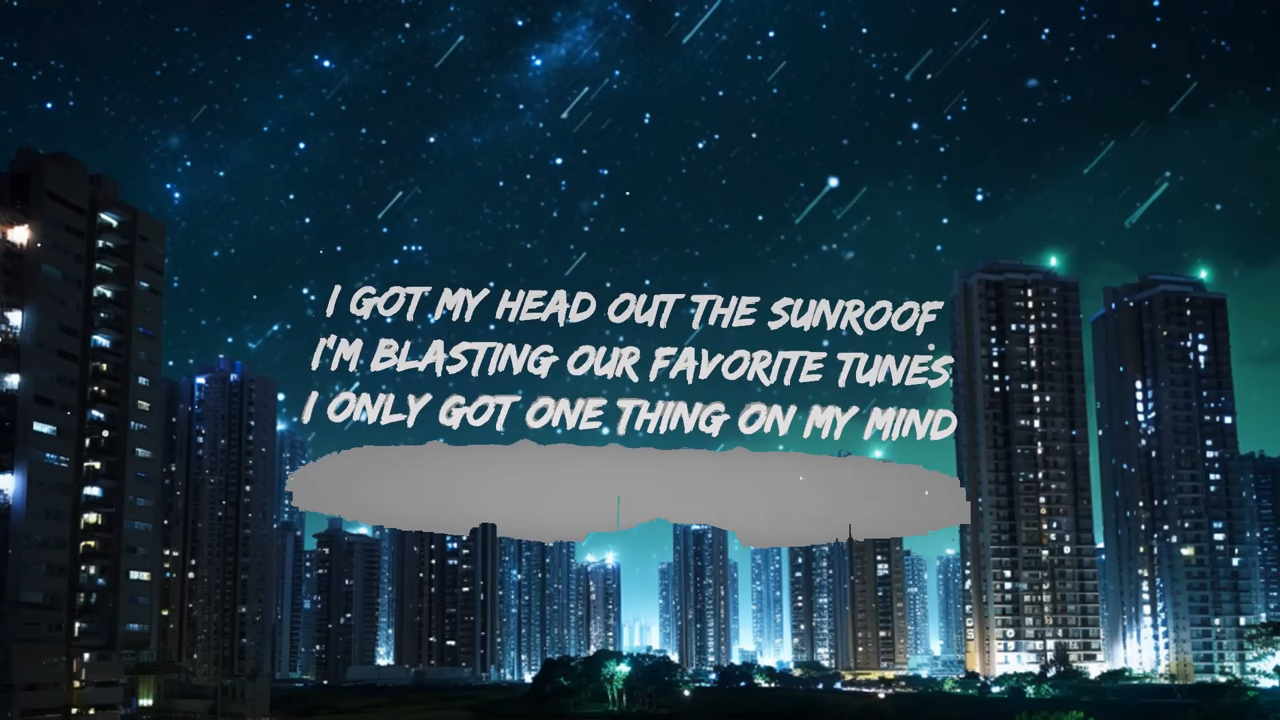 I GOT MY HEAD OUT THE SUNROOF
I'M BLASTING OUR FAVORITE TUNES
I ONLY GOT ONE THING ON MY MIND